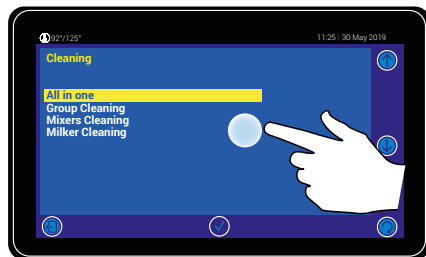 92°/125°
11:25 | 30 May 2019
Cleaning
All in one
Group Cleaning
Mixers Cleaning
Milker Cleaning